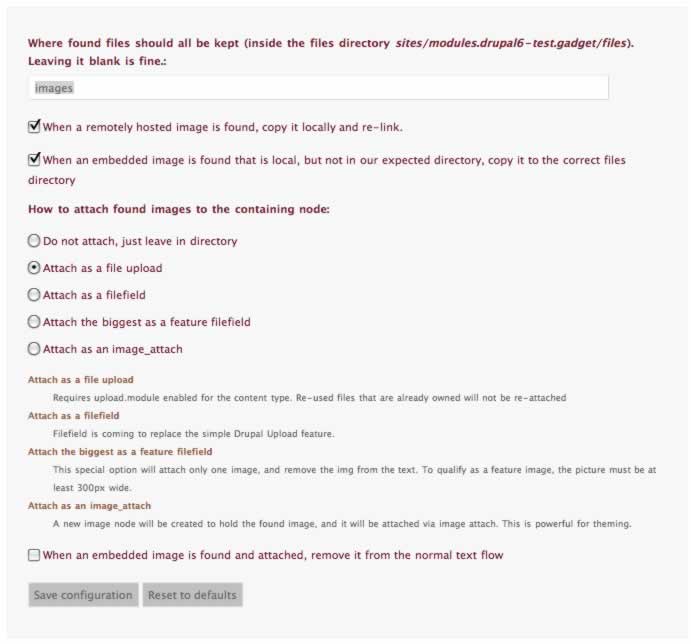 Where found files should all be kept (inside the files directory sites/modules.drupal6-test.gadget/files).
Leaving it blank is fine.:
images
When a remotely hosted image is found, copy it locally and re-link.
When an embedded image is found that is local, but not in our expected directory, copy it to the correct files
directory
How to attach found images to the containing node:
Do not attach, just leave in directory
Attach as a file upload
Attach as a filefield
Attach the biggest as a feature filefield
Attach as an image_attach
Attach as a file upload
Requires upload.module enabled for the content type. Re-used files that are already owned will not be re-attached
Attach as a filefield
Filefield is coming to replace the simple Drupal Upload feature.
Attach the biggest as a feature filefield
This special option will attach only one image, and remove the img from the text. To qualify as a feature image, the picture must be at
least 300px wide.
Attach as an image_attach
A new image node will be created to hold the found image, and it will be attached via image attach. This is powerful for theming.
When an embedded image is found and attached, remove it from the normal text flow
Save configuration Reset to defaults